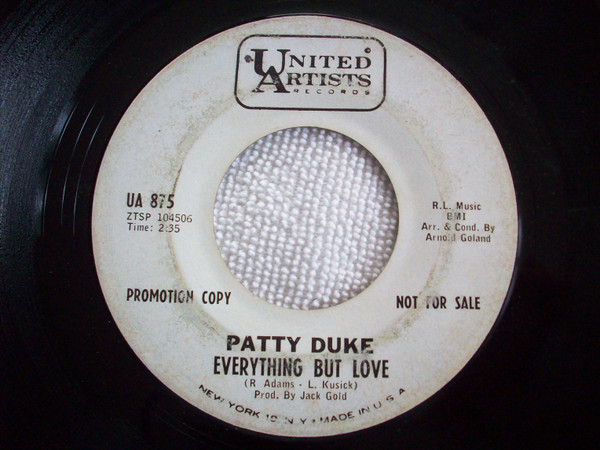 UNITED
ARTISTS
RECORDS
UA 875
ZTSP 104506
Time: 2:35
R.L. Music
BMI
Arr. & Cond. By
Arnold Goland
PROMOTION COPY
NOT FOR SALE
PATTY DUKE
EVERYTHING BUT LOVE
(R Adams - L. Kusick)
Prod. By Jack Gold
NEW YORK 19, N Y • MADE IN U S A